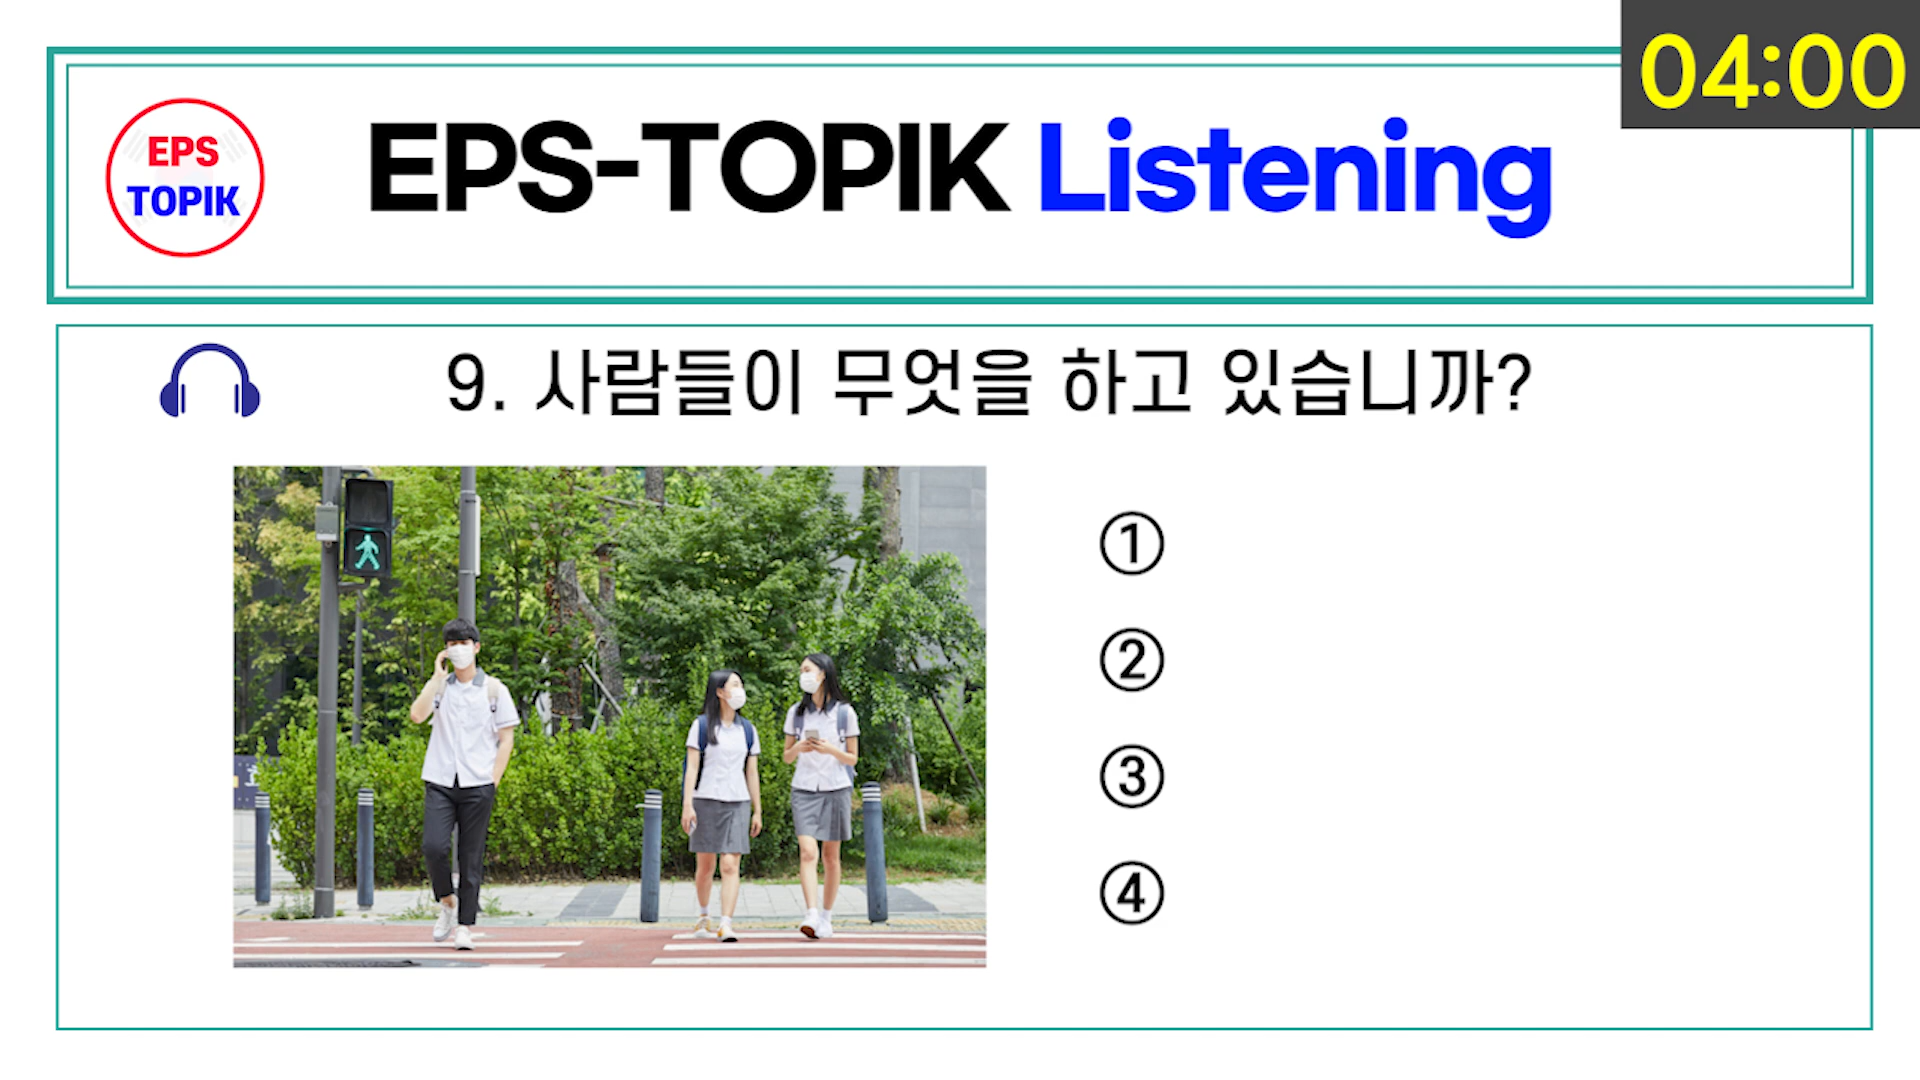 04:00
EPS
TOPIK
EPS-TOPIK Listening
9. 사람들이 무엇을 하고 있습니까?
①
②
③
④